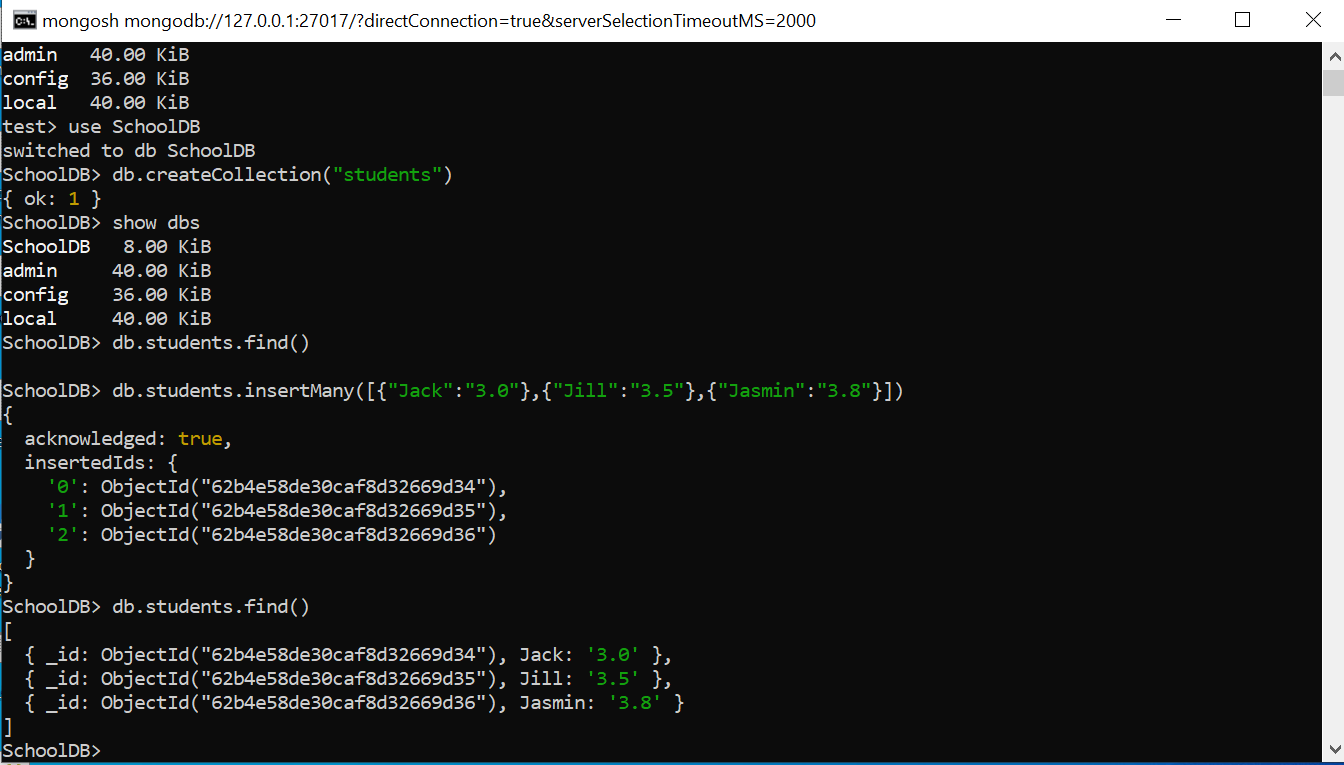 mongosh mongodb://127.0.0.1:27017/?directConnection=true&serverSelectionTimeoutMS=2000
admin   40.00 KiB
config  36.00 KiB
local   40.00 KiB
test> use SchoolDB
switched to db SchoolDB
SchoolDB> db.createCollection("students")
{ ok: 1 }
SchoolDB> show dbs
SchoolDB   8.00 KiB
admin     40.00 KiB
config    36.00 KiB
local     40.00 KiB
SchoolDB> db.students.find()
SchoolDB> db.students.insertMany([{"Jack":"3.0"},{"Jill":"3.5"},{"Jasmin":"3.8"}])
{
  acknowledged: true,
  insertedIds: {
    '0': ObjectId("62b4e58de30caf8d32669d34"),
    '1': ObjectId("62b4e58de30caf8d32669d35"),
    '2': ObjectId("62b4e58de30caf8d32669d36")
  }
}
SchoolDB> db.students.find()
[
  { _id: ObjectId("62b4e58de30caf8d32669d34"), Jack: '3.0' },
  { _id: ObjectId("62b4e58de30caf8d32669d35"), Jill: '3.5' },
  { _id: ObjectId("62b4e58de30caf8d32669d36"), Jasmin: '3.8' }
]
SchoolDB>